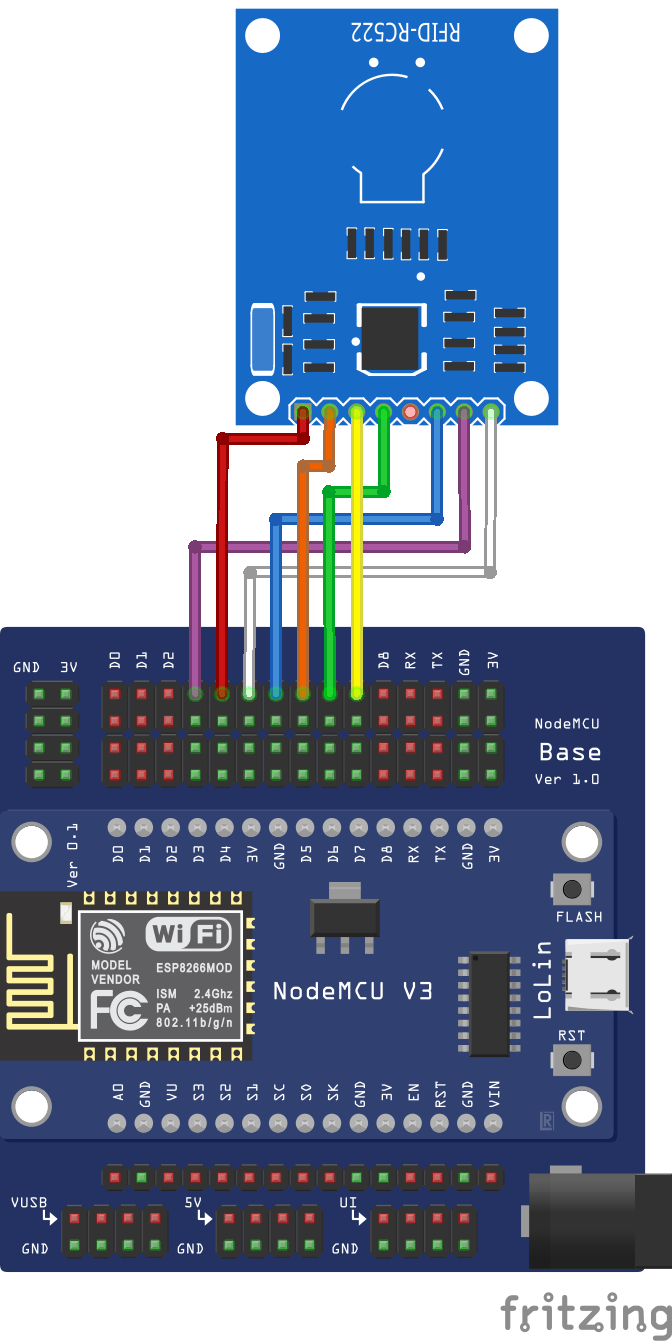 RFID-RC522
GND 3V D0 D1 D2 D8 RX TX GND 3V
NodeMCU
Base
Ver 1.0
Ver 0.1
D0 D1 D2 D3 D4 3V GND D5 D6 D7 D8 RX TX GND 3V
FLASH
WiFi
MODEL
VENDOR
ESP8266MOD
FC
ISM 2.4Ghz
PA +25dBm
802.11b/g/n
NodeMCU V3
LoLin
RST
A0 GND VU S3 S2 S1 SC S0 SK GND 3V EN RST GND VIN
R
VUSB 5V UI
GND GND GND
fritzing